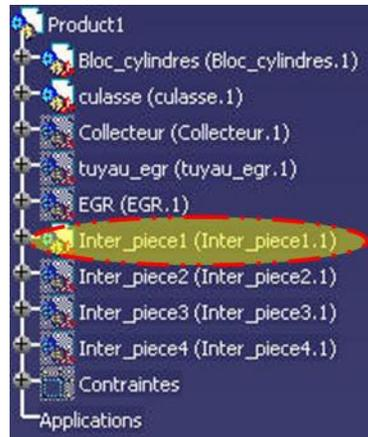 Product1
Bloc_cylindres (Bloc_cylindres.1)
culasse (culasse.1)
Collecteur (Collecteur.1)
tuyau_egr (tuyau_egr.1)
EGR (EGR.1)
Inter_piece1 (Inter_piece1.1)
Inter_piece2 (Inter_piece2.1)
Inter_piece3 (Inter_piece3.1)
Inter_piece4 (Inter_piece4.1)
Contraintes
Applications